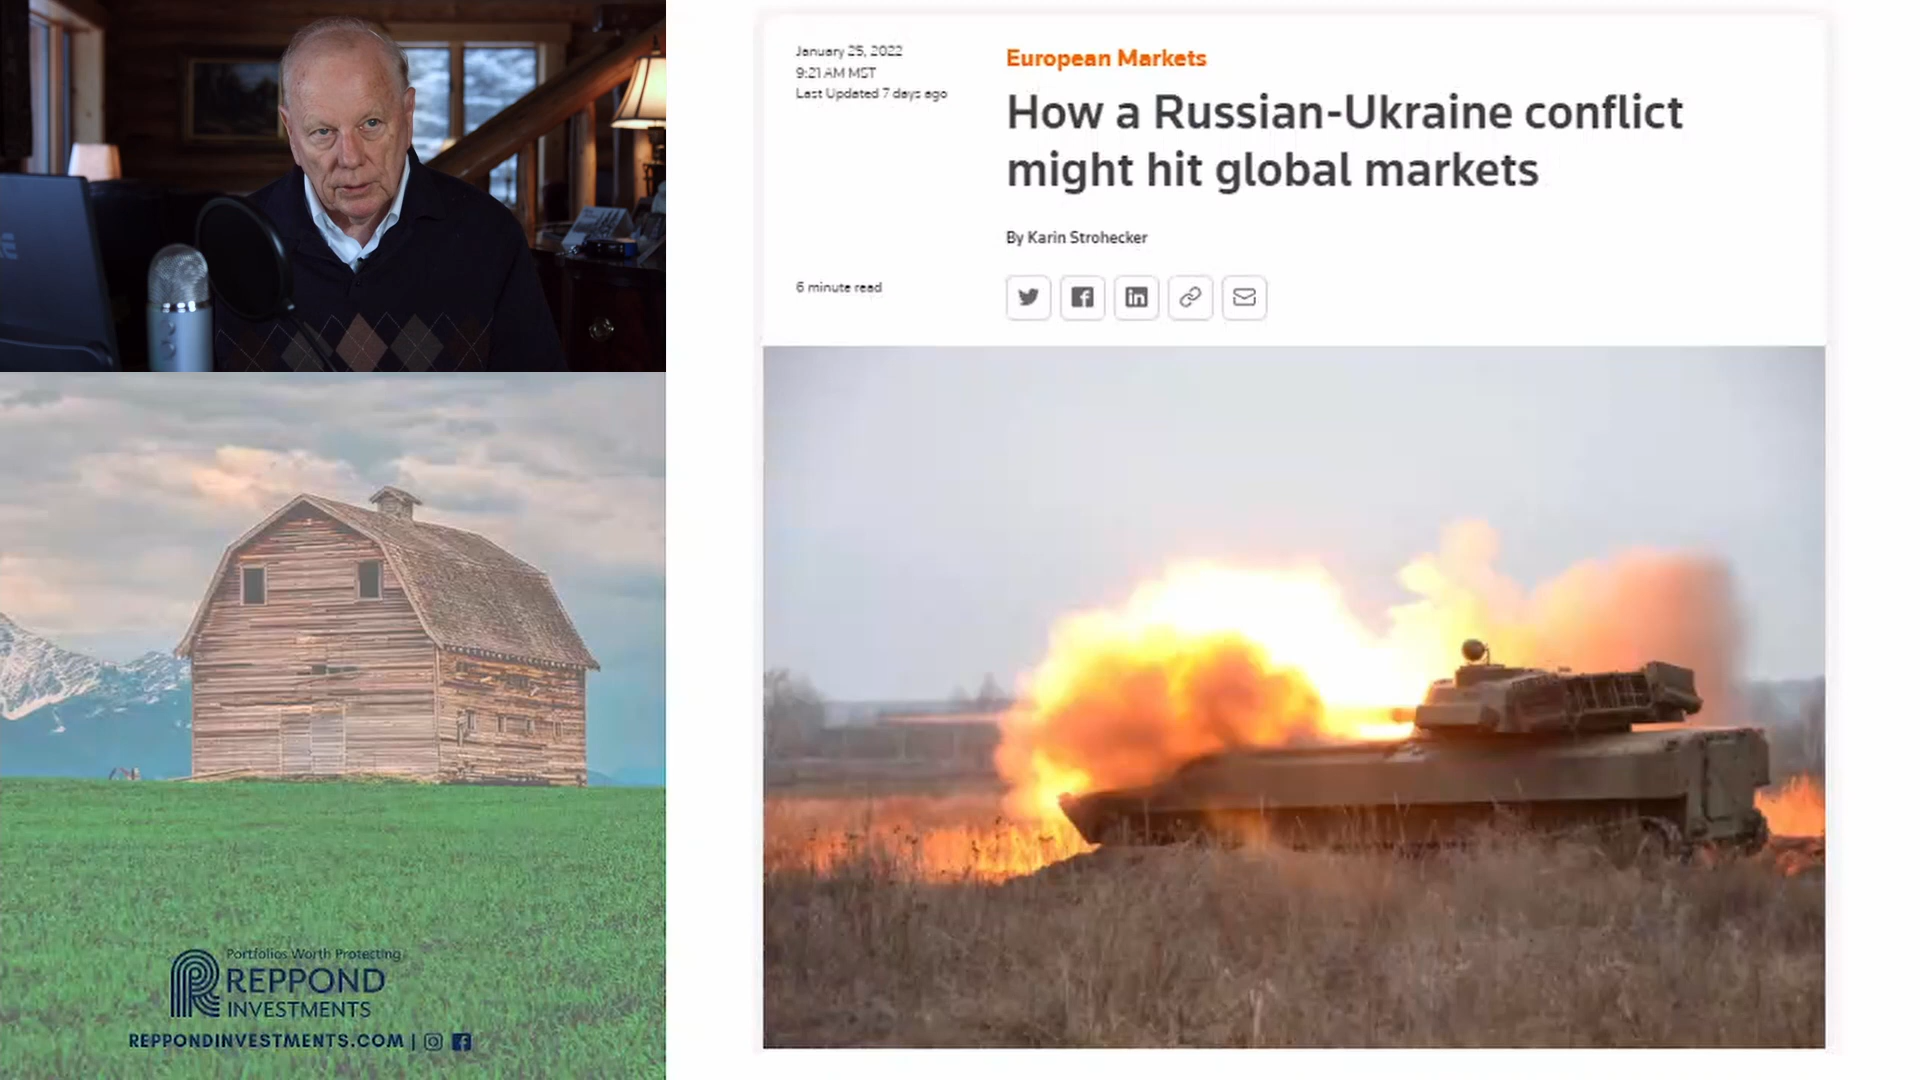 January 25, 2022
9:21 AM MST
Last Updated 7 days ago
European Markets
How a Russian-Ukraine conflict
might hit global markets
By Karin Strohecker
6 minute read
Portfolios Worth Protecting
REPPOND
INVESTMENTS
REPPONDINVESTMENTS.COM |